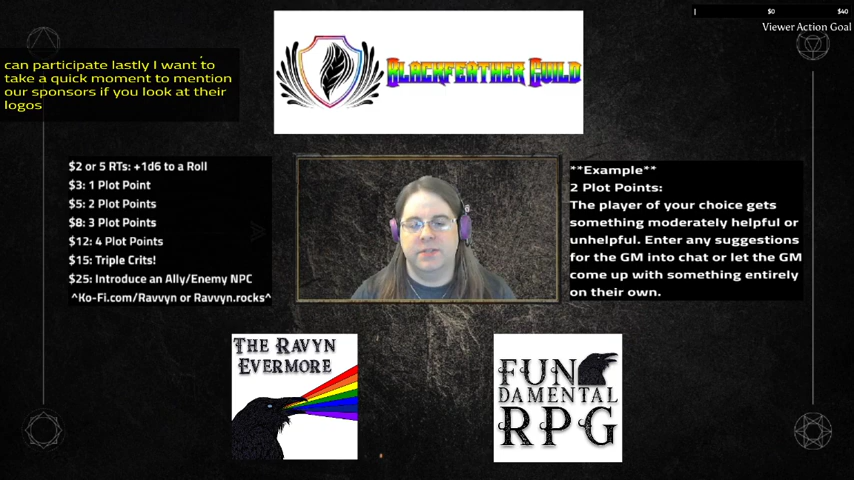 $0 $40
Viewer Action Goal
can participate lastly I want to
take a quick moment to mention
our sponsors if you look at their
logos
Blackfeather Guild
$2 or 5 RTs: +1d6 to a Roll
$3: 1 Plot Point
$5: 2 Plot Points
$8: 3 Plot Points
$12: 4 Plot Points
$15: Triple Crits!
$25: Introduce an Ally/Enemy NPC
^Ko-Fi.com/Ravvyn or Ravvyn.rocks^
**Example**
2 Plot Points:
The player of your choice gets
something moderately helpful or
unhelpful. Enter any suggestions
for the GM into chat or let the GM
come up with something entirely
on their own.
The Ravyn
Evermore
FUN
DAMENTAL
RPG